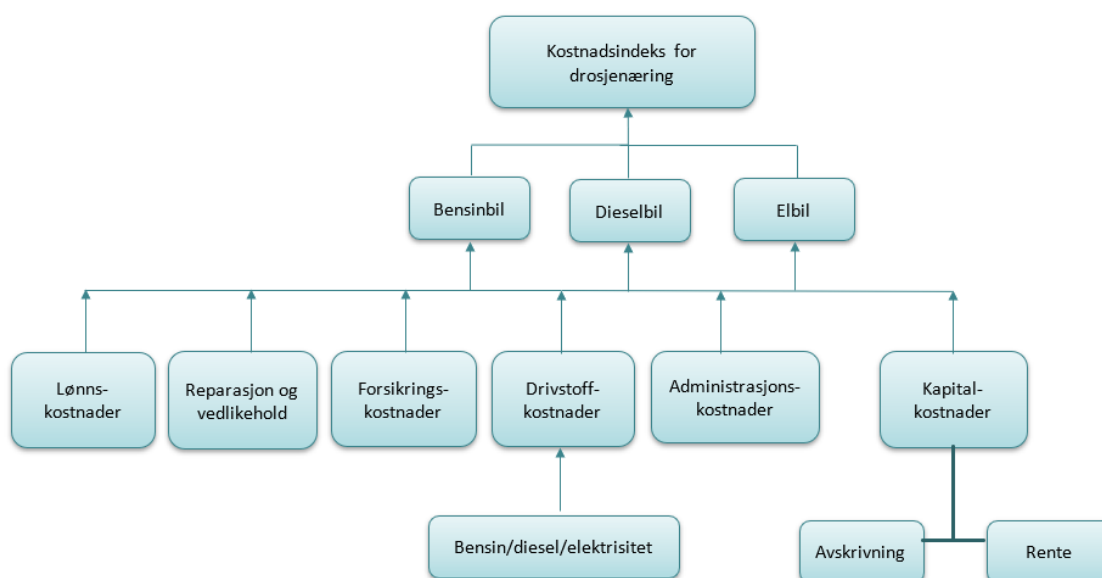 Kostnadsindeks for
drosjenæring
Bensinbil
Dieselbil
Elbil
Lønns-
kostnader
Reparasjon og
vedlikehold
Forsikrings-
kostnader
Drivstoff-
kostnader
Administrasjons-
kostnader
Kapital-
kostnader
Bensin/diesel/elektrisitet
Avskrivning
Rente